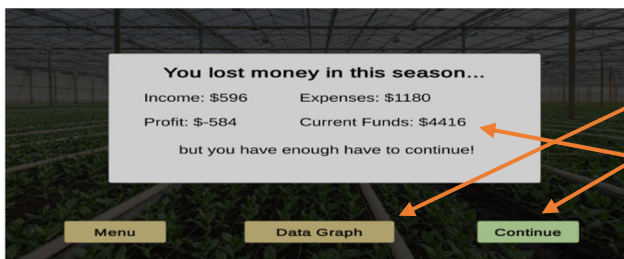 You lost money in this season...
Income: $596 Expenses: $1180
Profit: $-584 Current Funds: $4416
but you have enough have to continue!
Menu Data Graph Continue